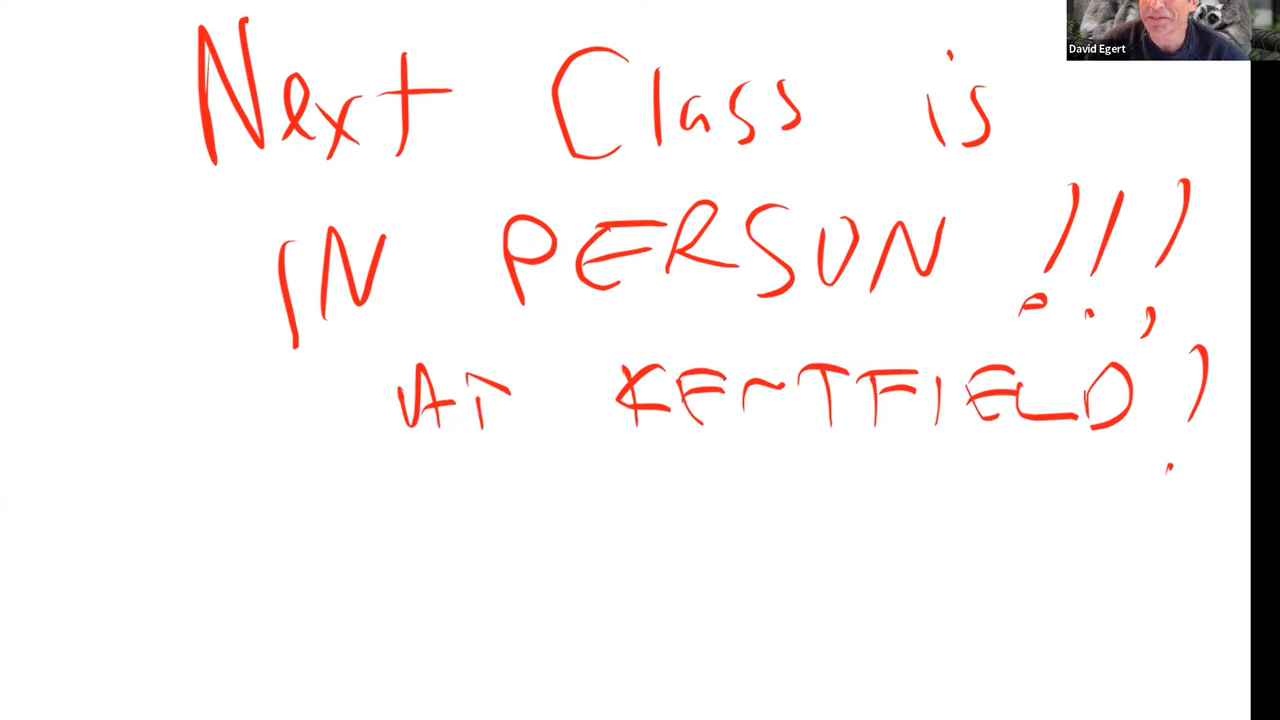 David Egert
Next Class is
IN PERSON !!!
AT KENTFIELD!